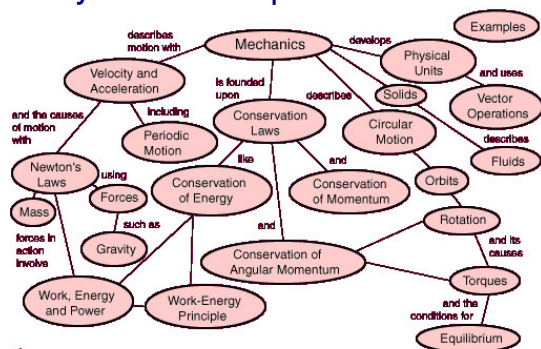 Mechanics
describes
motion with
develops
Examples
Physical
Units
Velocity and
Acceleration
is founded
upon
and uses
Solids
Vector
Operations
describes
including
and the causes
of motion
with
Conservation
Laws
Circular
Motion
Periodic
Motion
describes
Fluids
like
and
Newton's
Laws
using
Conservation
of Energy
Conservation
of Momentum
Orbits
Forces
Mass
Rotation
such as
forces in
action
involve
and
Gravity
and its
causes
Conservation of
Angular Momentum
Torques
Work, Energy
and Power
Work-Energy
Principle
and the
conditions for
Equilibrium